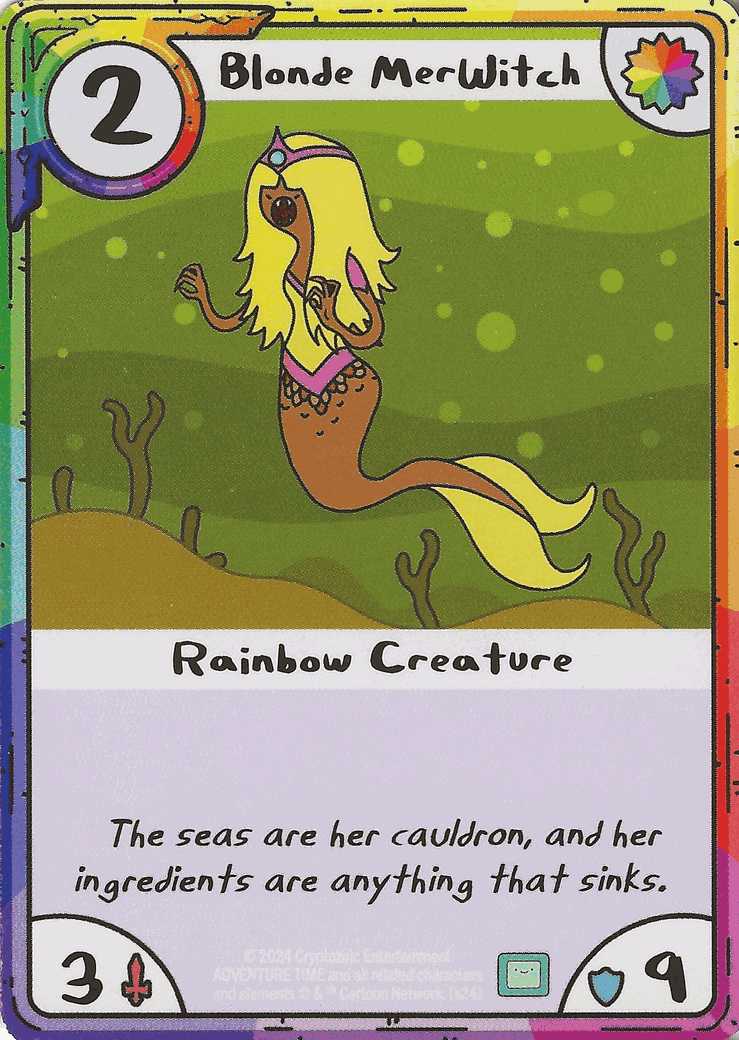 2
Blonde MerWitch
Rainbow Creature
The seas are her cauldron, and her
ingredients are anything that sinks.
3
© 2024 Cryptozoic Entertainment
ADVENTURE TIME and all related characters
and elements © & ™ Cartoon Network. (s24)
9